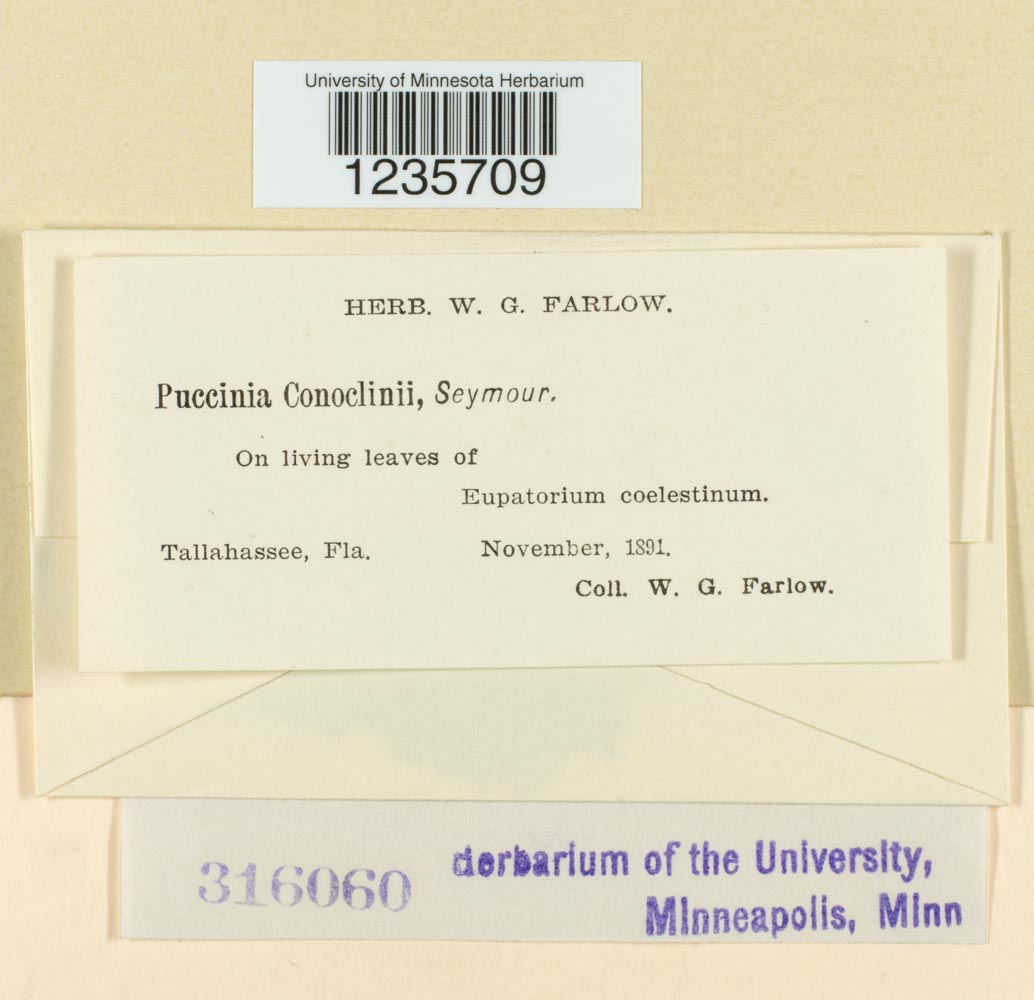 University of Minnesota Herbarium
1235709
HERB. W. G. FARLOW.
Puccinia Conoclinii, Seymour.
On living leaves of
Eupatorium coelestinum.
Tallahassee, Fla. November, 1891.
Coll. W. G. Farlow.
316060
Herbarium of the University,
Minneapolis, Minn